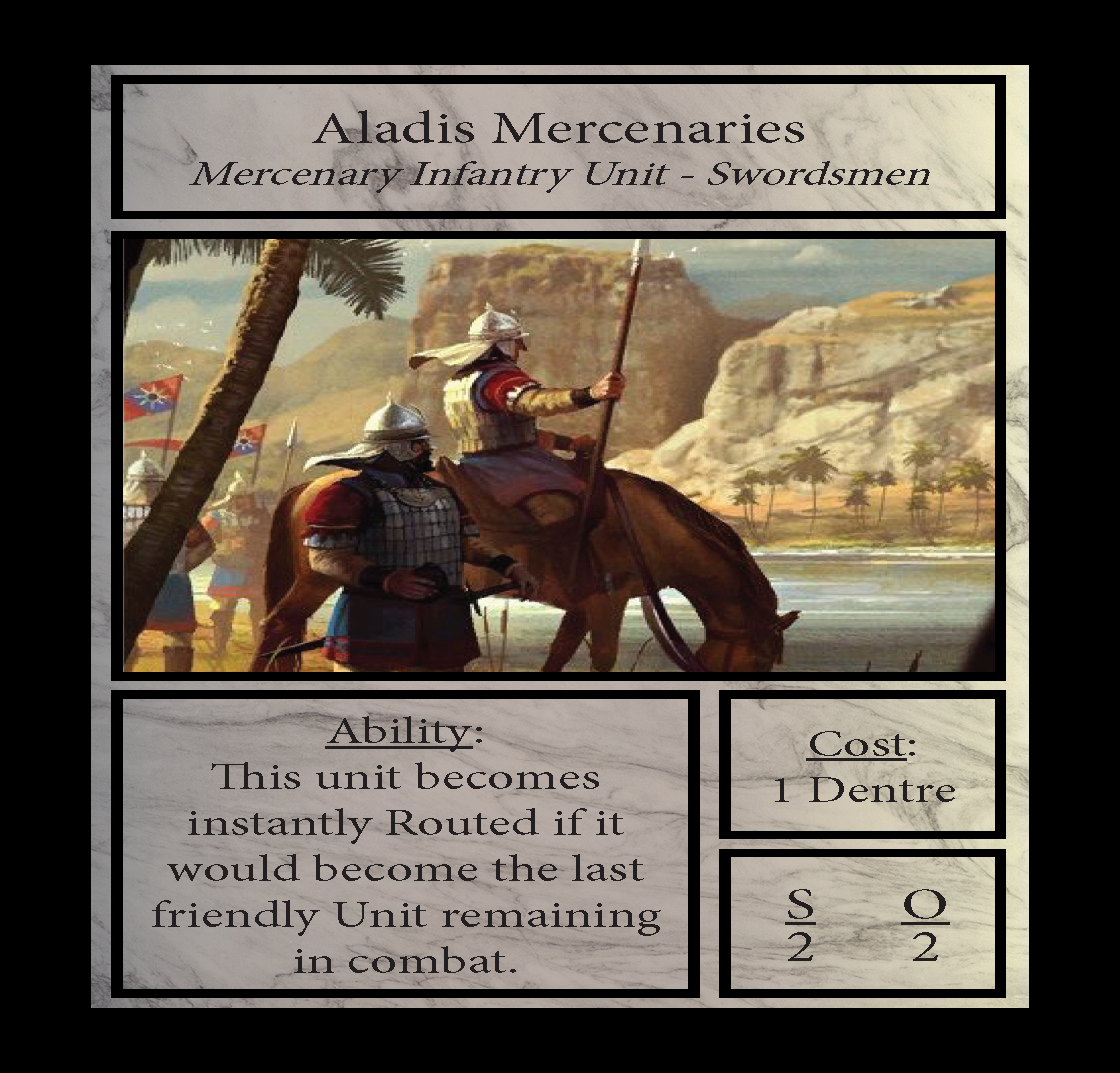 Aladis Mercenaries
Mercenary Infantry Unit - Swordsmen
Ability:
This unit becomes
instantly Routed if it
would become the last
friendly Unit remaining
in combat.
Cost:
1 Dentre
S O
2 2